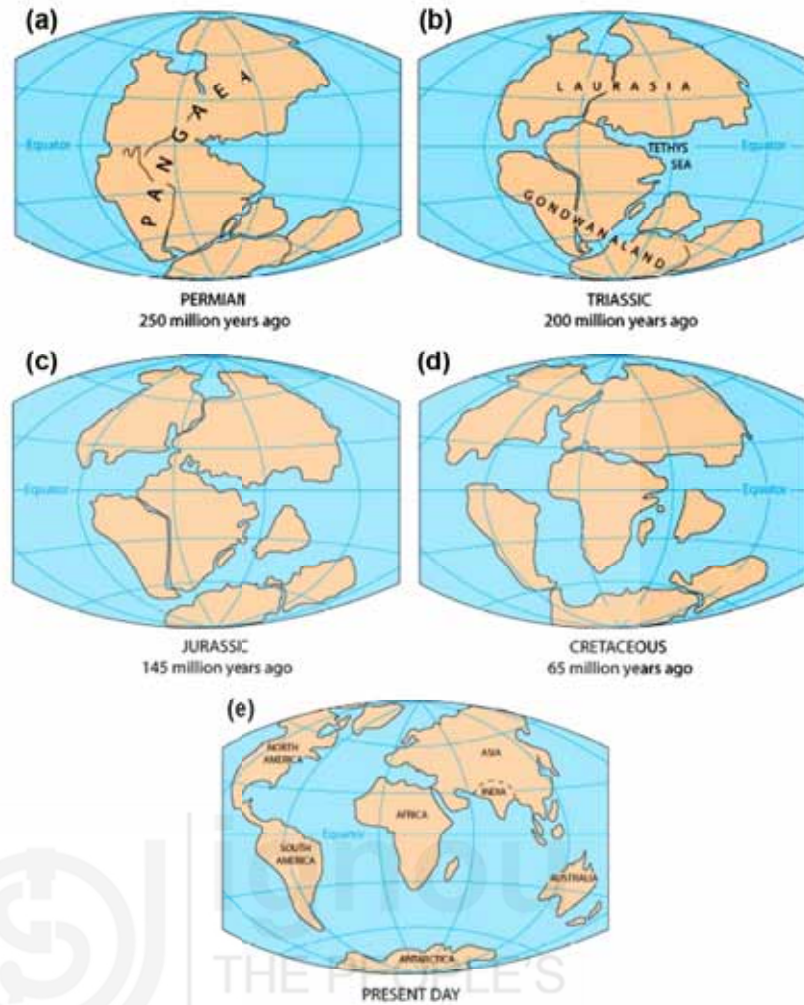 (a)
PANGAEA
Equator
PERMIAN
250 million years ago
(b)
LAURASIA
TETHYS
SEA
GONDWANALAND
TRIASSIC
200 million years ago
(c)
Equator
JURASSIC
145 million years ago
(d)
Equator
CRETACEOUS
65 million years ago
(e)
NORTH
AMERICA
ASIA
INDIA
AFRICA
Equator
SOUTH
AMERICA
AUSTRALIA
ANTARCTICA
ignou
THE PEOPLE'S
PRESENT DAY